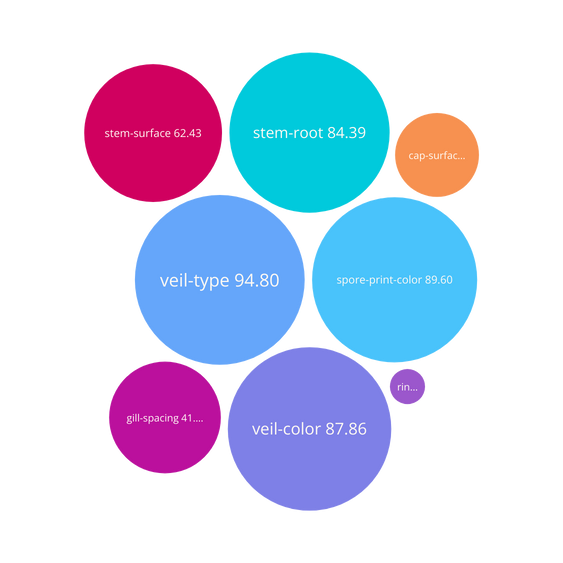 stem-surface 62.43
stem-root 84.39
cap-surfac...
veil-type 94.80
spore-print-color 89.60
rin...
gill-spacing 41....
veil-color 87.86